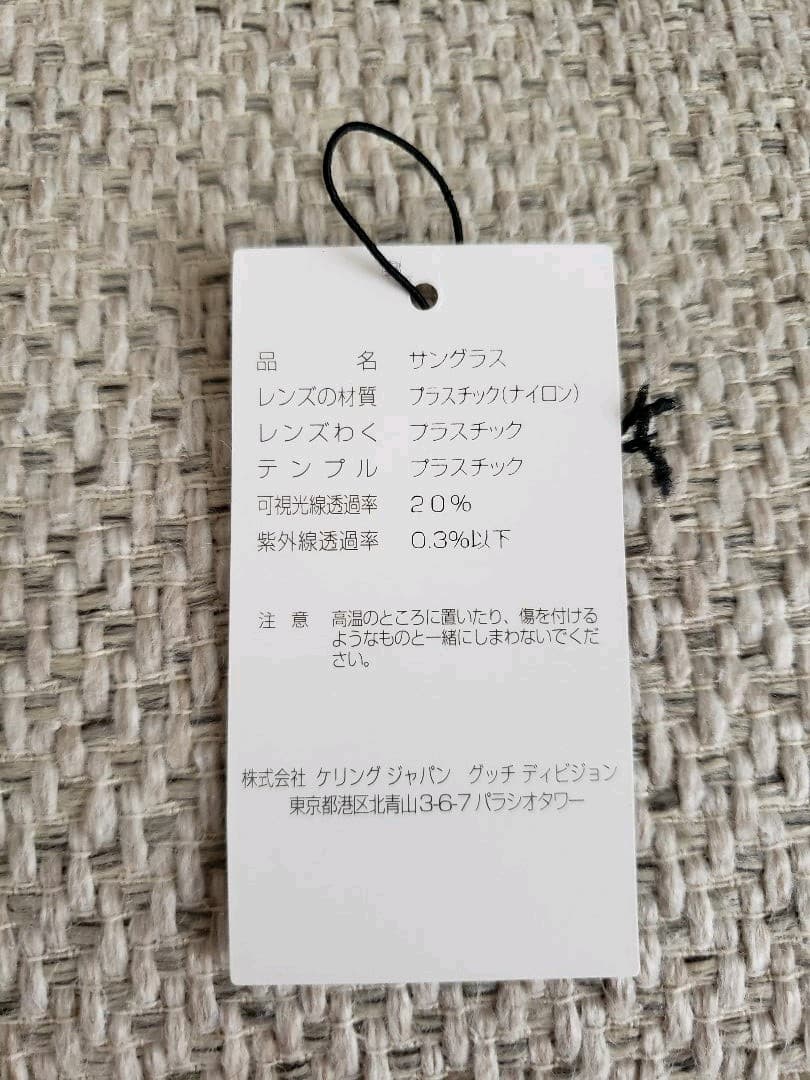 品名 サングラス
レンズの材質 プラスチック(ナイロン)
レンズわく プラスチック
テンプル プラスチック
可視光線透過率 20%
紫外線透過率 0.3%以下
注意 高温のところに置いたり、傷を付ける
ようなものと一緒にしまわないでくだ
さい。
株式会社 ケリング ジャパン グッチ ディビジョン
東京都港区北青山3-6-7 パラシオタワー